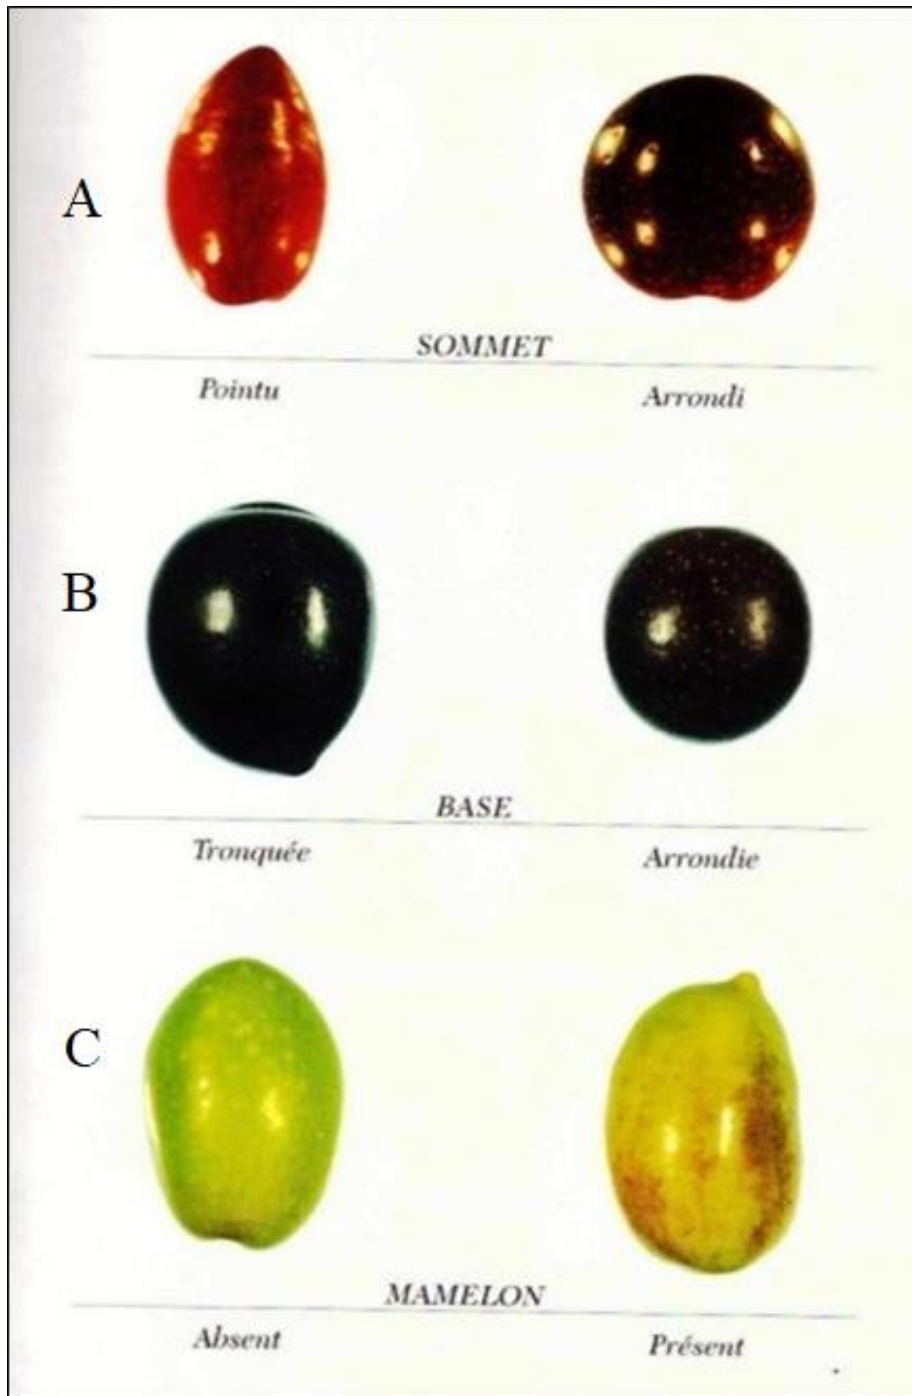 A
SOMMET
Pointu Arrondi
B
BASE
Tronquée Arrondie
C
MAMELON
Absent Présent